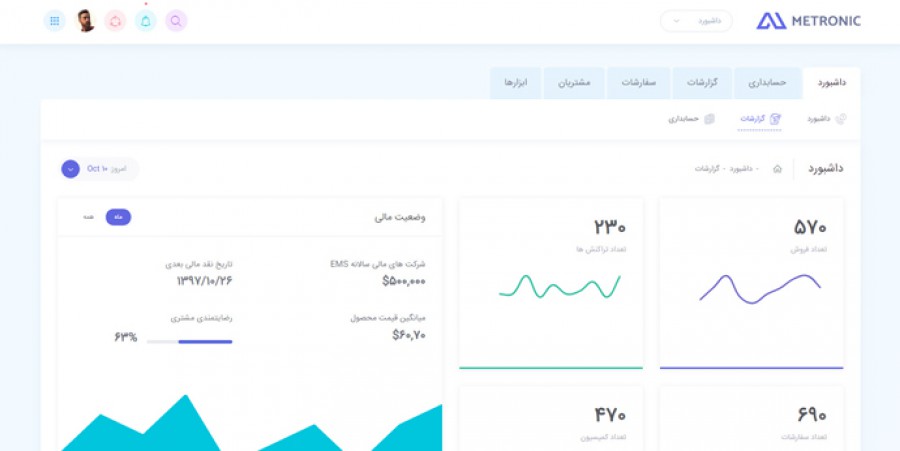 METRONIC
داشبورد
داشبورد حسابداری گزارشات سفارشات مشتریان ابزارها
داشبورد گزارشات حسابداری
داشبورد
- داشبورد - گزارشات
امروز: Oct ۱۰
۵۷۰
تعداد فروش
۲۳۰
تعداد تراکنش ها
وضعیت مالی
ماه همه
شرکت های مالی سالانه EMS
$۵۰۰,۰۰۰
تاریخ نقد مالی بعدی
۱۳۹۷/۱۰/۲۶
میانگین قیمت محصول
$۶۰,۷۰
رضایتمندی مشتری
۶۳%
۶۹۰
تعداد سفارشات
۴۷۰
تعداد کمیسیون